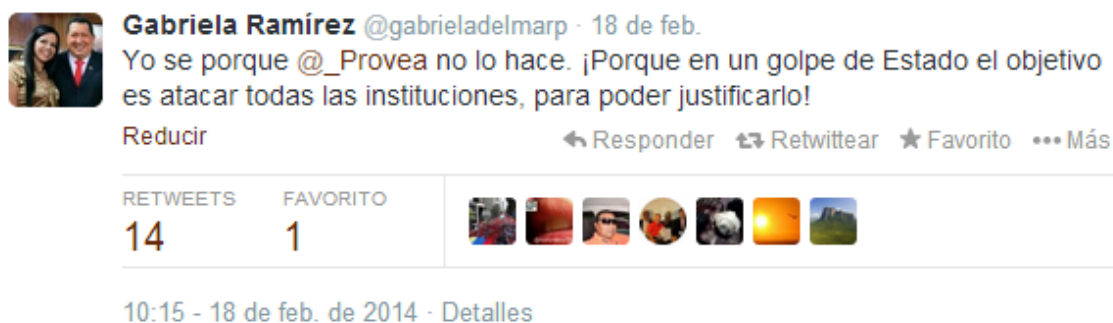 Gabriela Ramírez @gabrieladelmarp · 18 de feb.
Yo se porque @_Provea no lo hace. ¡Porque en un golpe de Estado el objetivo
es atacar todas las instituciones, para poder justificarlo!
Reducir Responder Retwittear Favorito Más
RETWEETS FAVORITO
14 1
10:15 - 18 de feb. de 2014 · Detalles